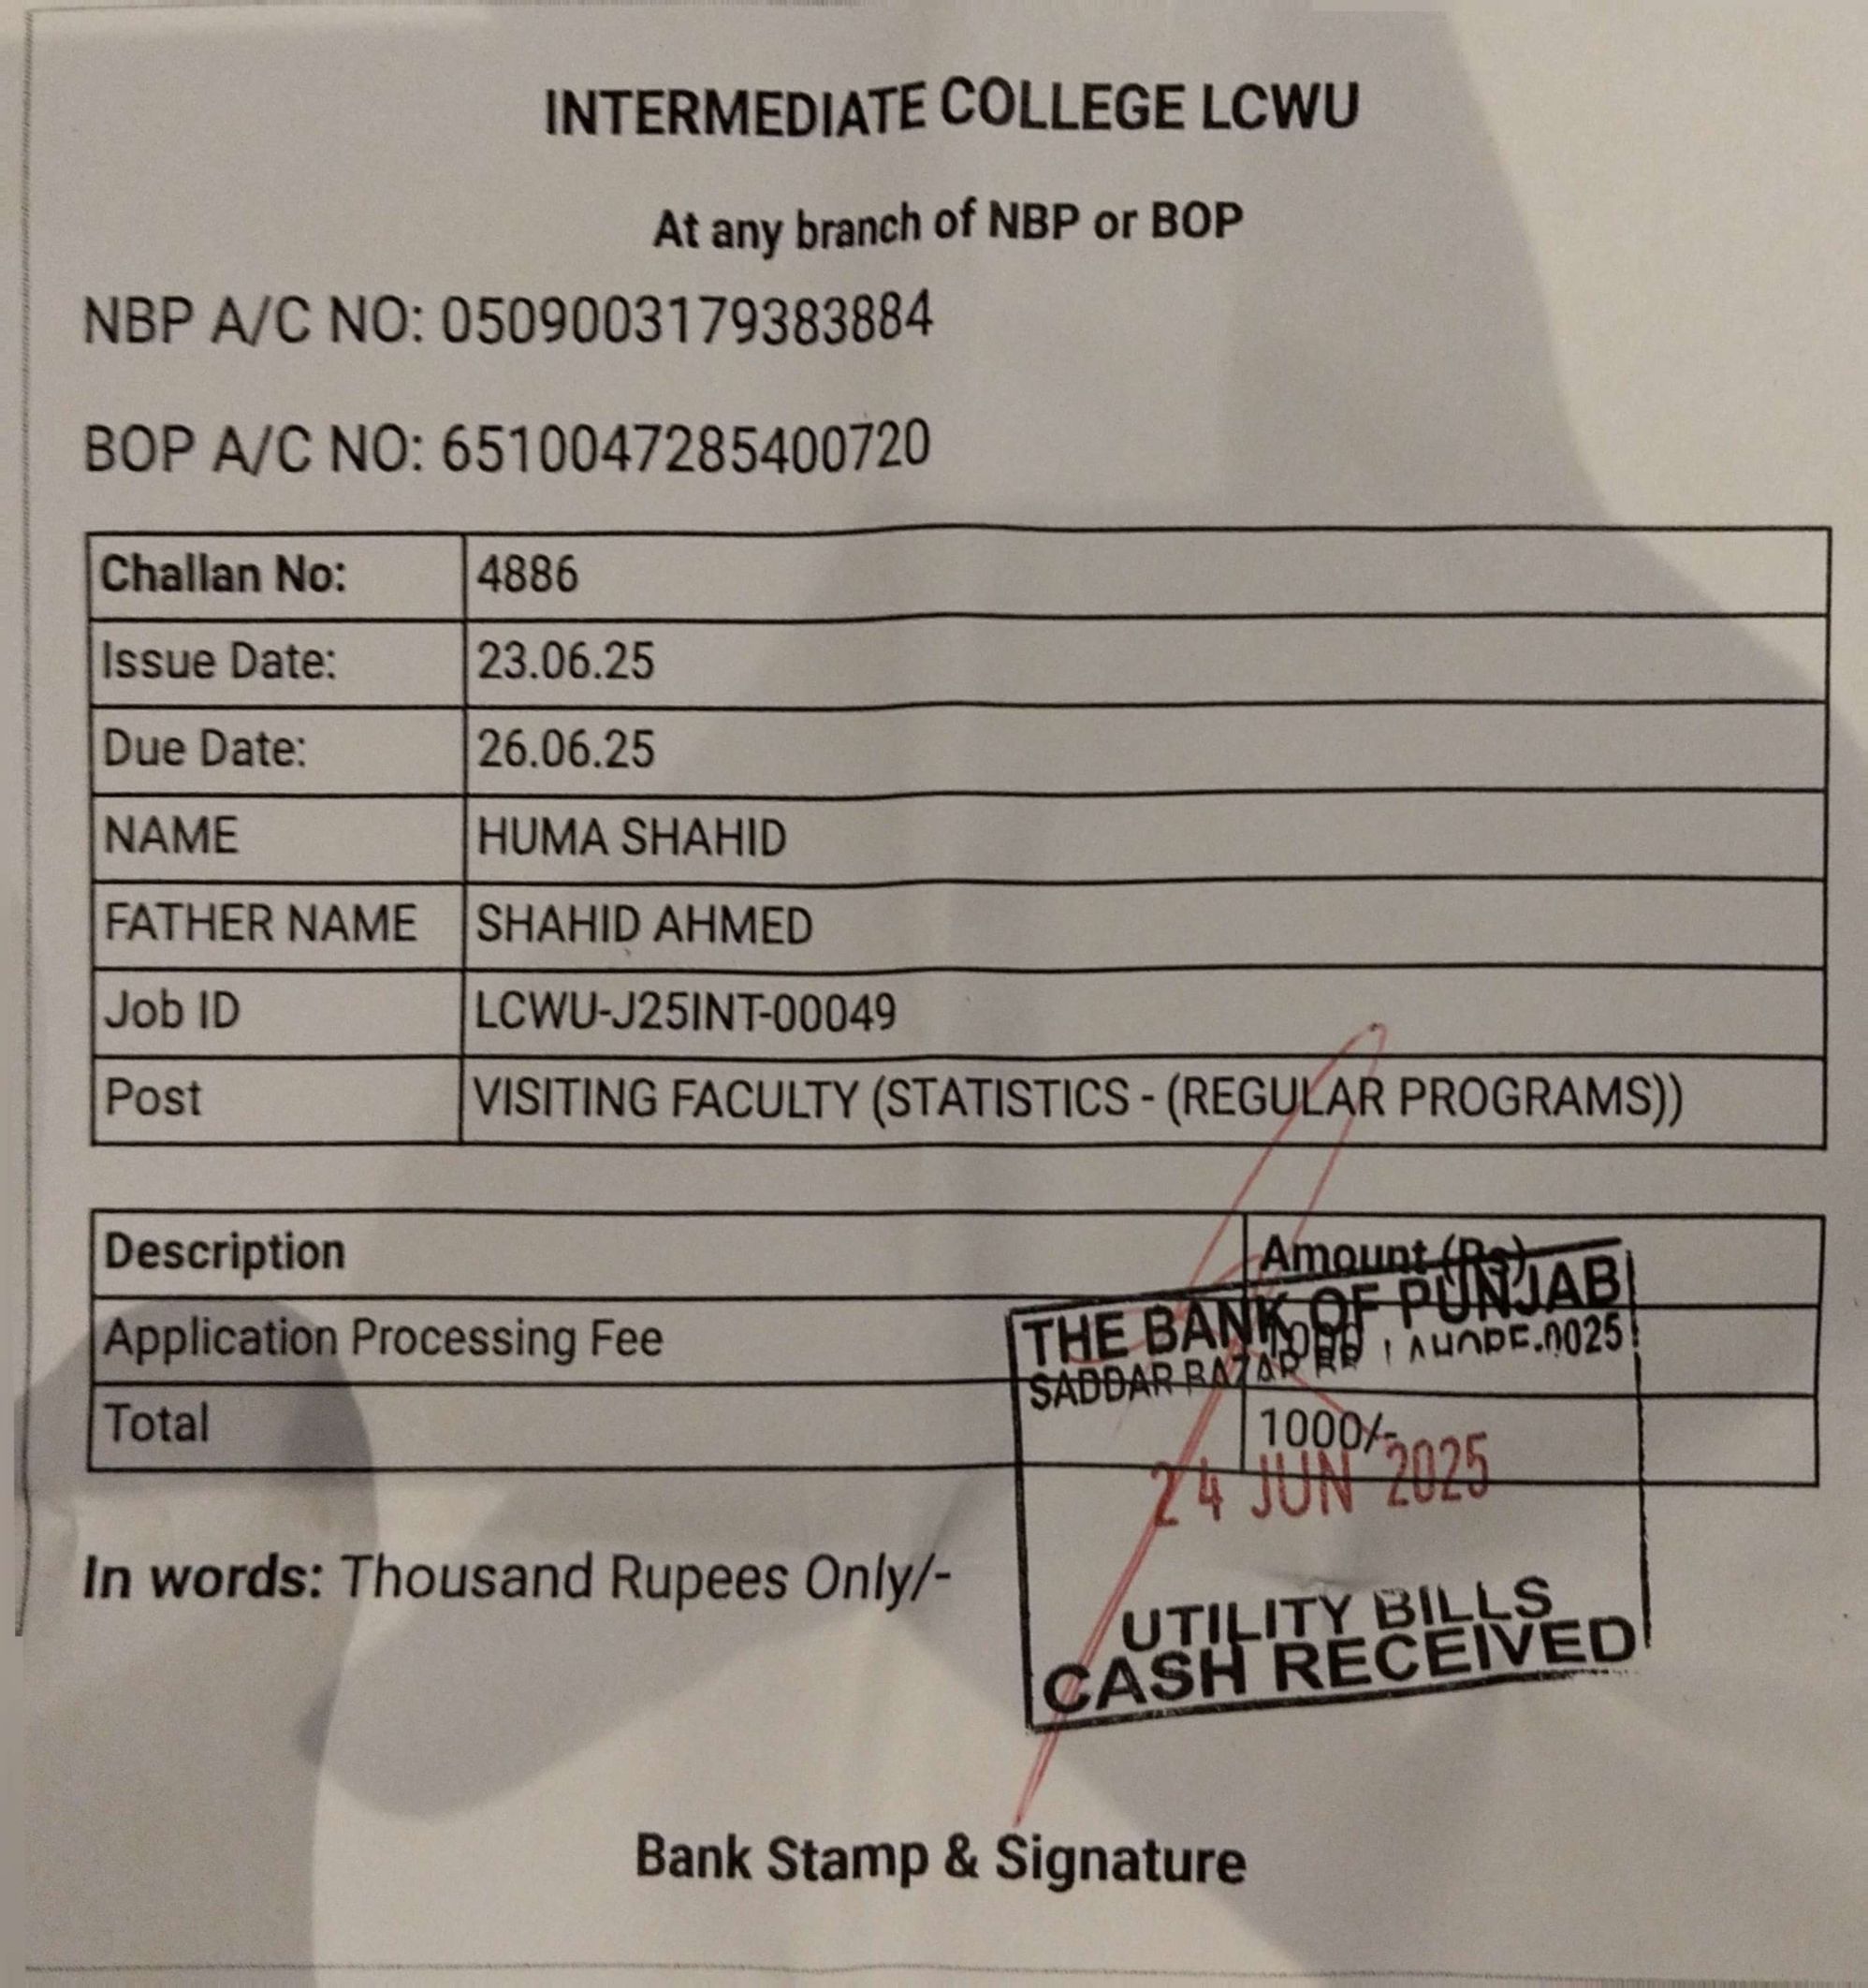 INTERMEDIATE COLLEGE LCWU
At any branch of NBP or BOP
NBP A/C NO: 0509003179383884
BOP A/C NO: 6510047285400720
Challan No: 4886
Issue Date: 23.06.25
Due Date: 26.06.25
NAME HUMA SHAHID
FATHER NAME SHAHID AHMED
Job ID LCWU-J25INT-00049
Post VISITING FACULTY (STATISTICS - (REGULAR PROGRAMS))
Description Amount (Rs)
Application Processing Fee
THE BANK OF PUNJAB
SADDAR BAZAR LAHORE.0025
Total 1000/-
24 JUN 2025
In words: Thousand Rupees Only/-
UTILITY BILLS
CASH RECEIVED
Bank Stamp & Signature